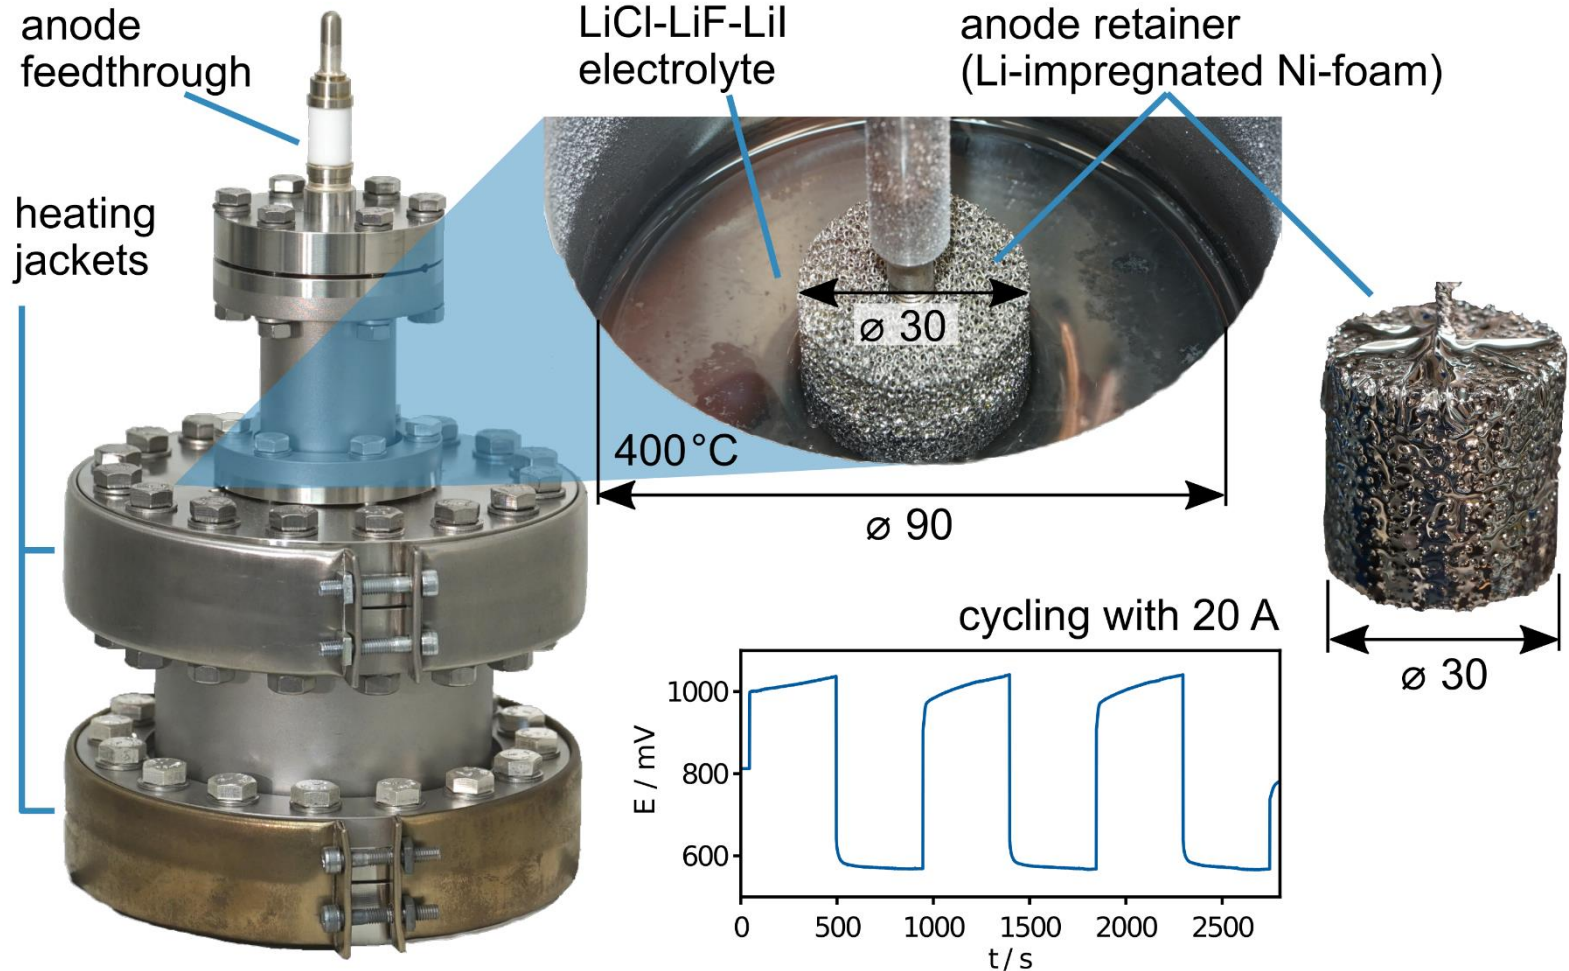 anode
feedthrough
LiCl-LiF-LiI
electrolyte
anode retainer
(Li-impregnated Ni-foam)
heating
jackets
⌀ 30
400 °C
⌀ 90
⌀ 30
cycling with 20 A
E / mV
1000
800
600
0 500 1000 1500 2000 2500
t / s